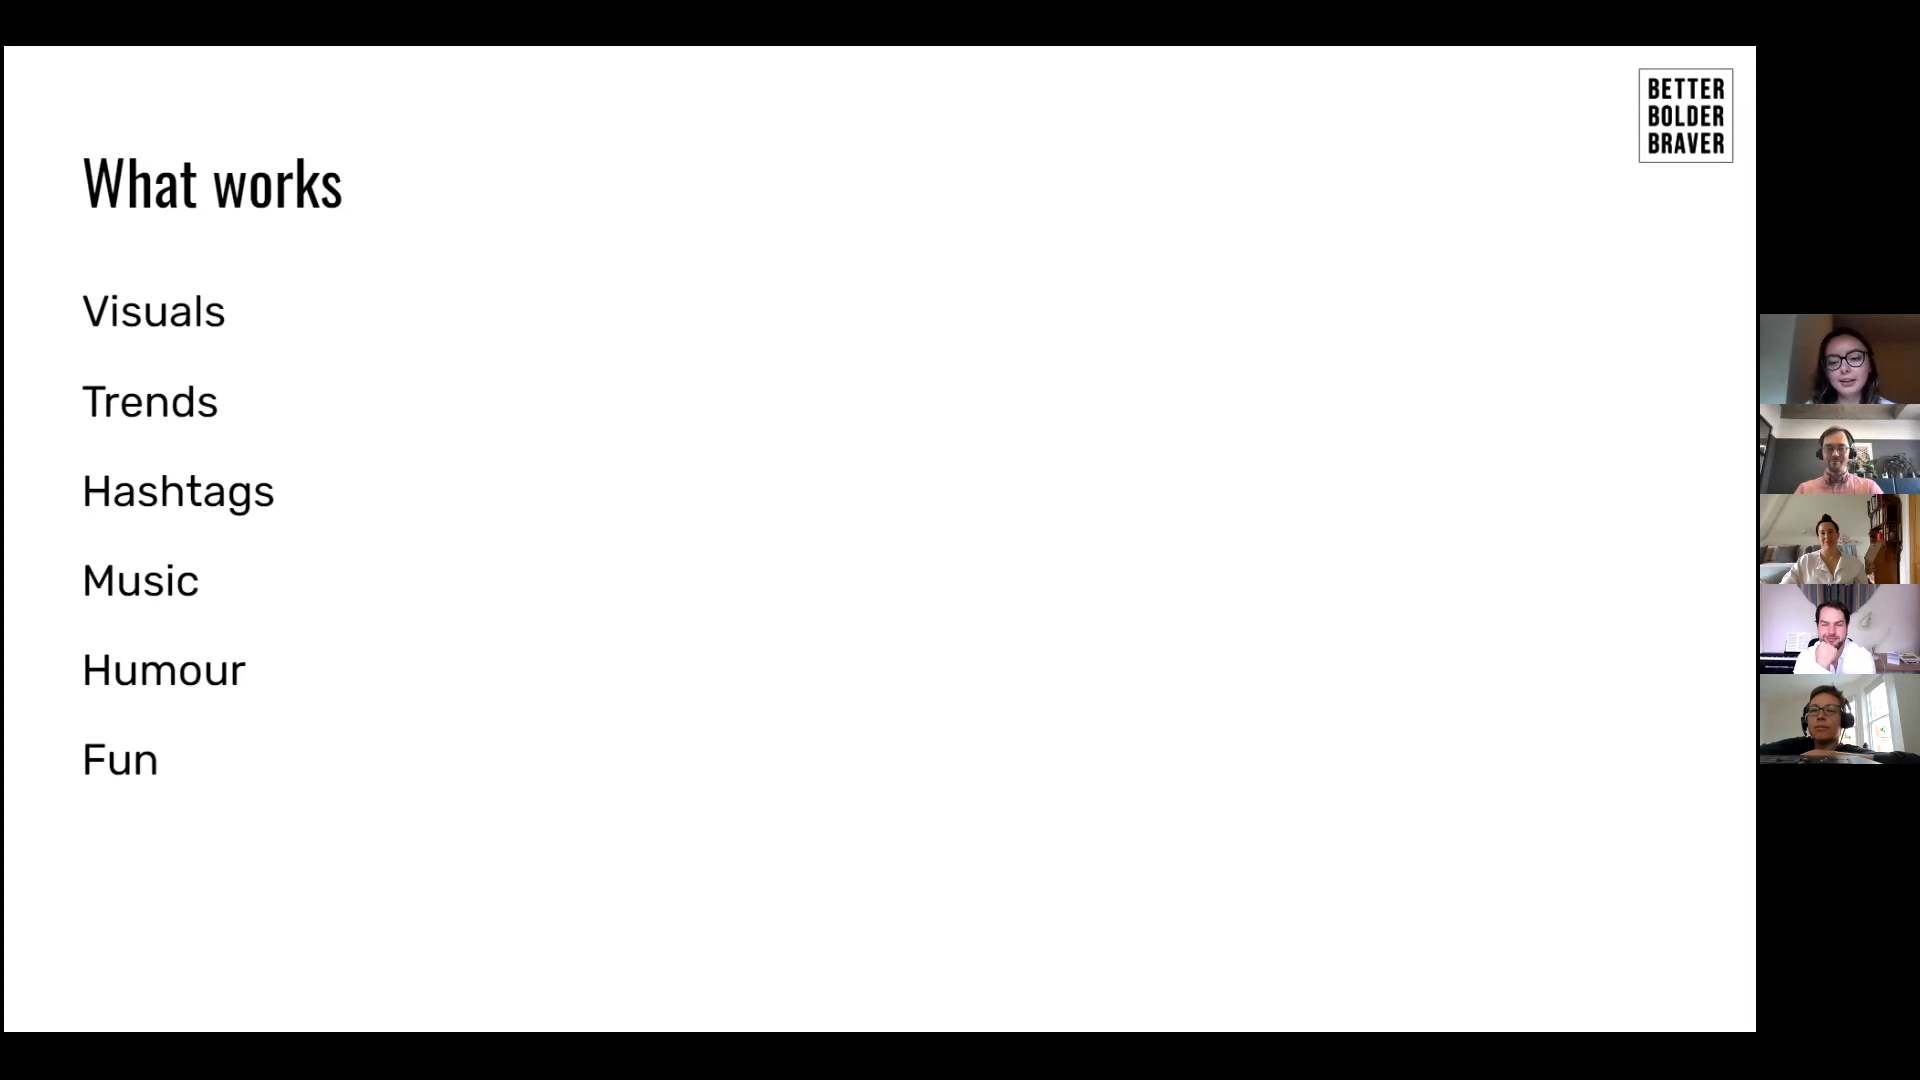 BETTER
BOLDER
BRAVER
What works
Visuals
Trends
Hashtags
Music
Humour
Fun